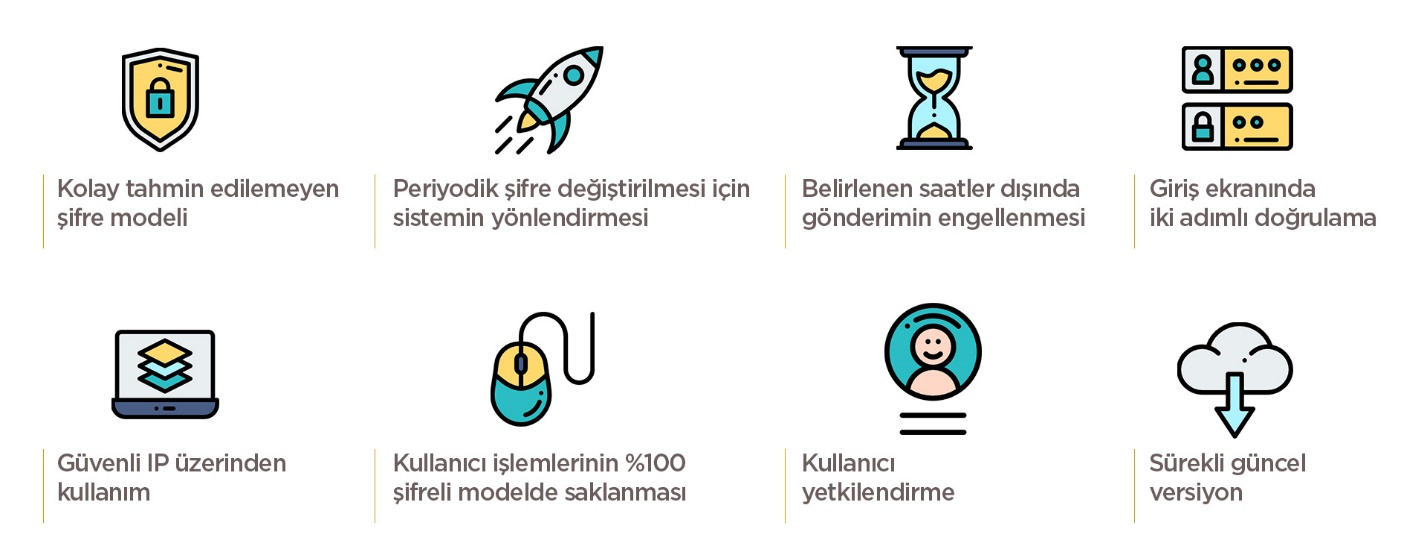 Kolay tahmin edilemeyen
şifre modeli
Periyodik şifre değiştirilmesi için
sistemin yönlendirmesi
Belirlenen saatler dışında
gönderimin engellenmesi
Giriş ekranında
iki adımlı doğrulama
Güvenli IP üzerinden
kullanım
Kullanıcı işlemlerinin %100
şifreli modelde saklanması
Kullanıcı
yetkilendirme
Sürekli güncel
versiyon